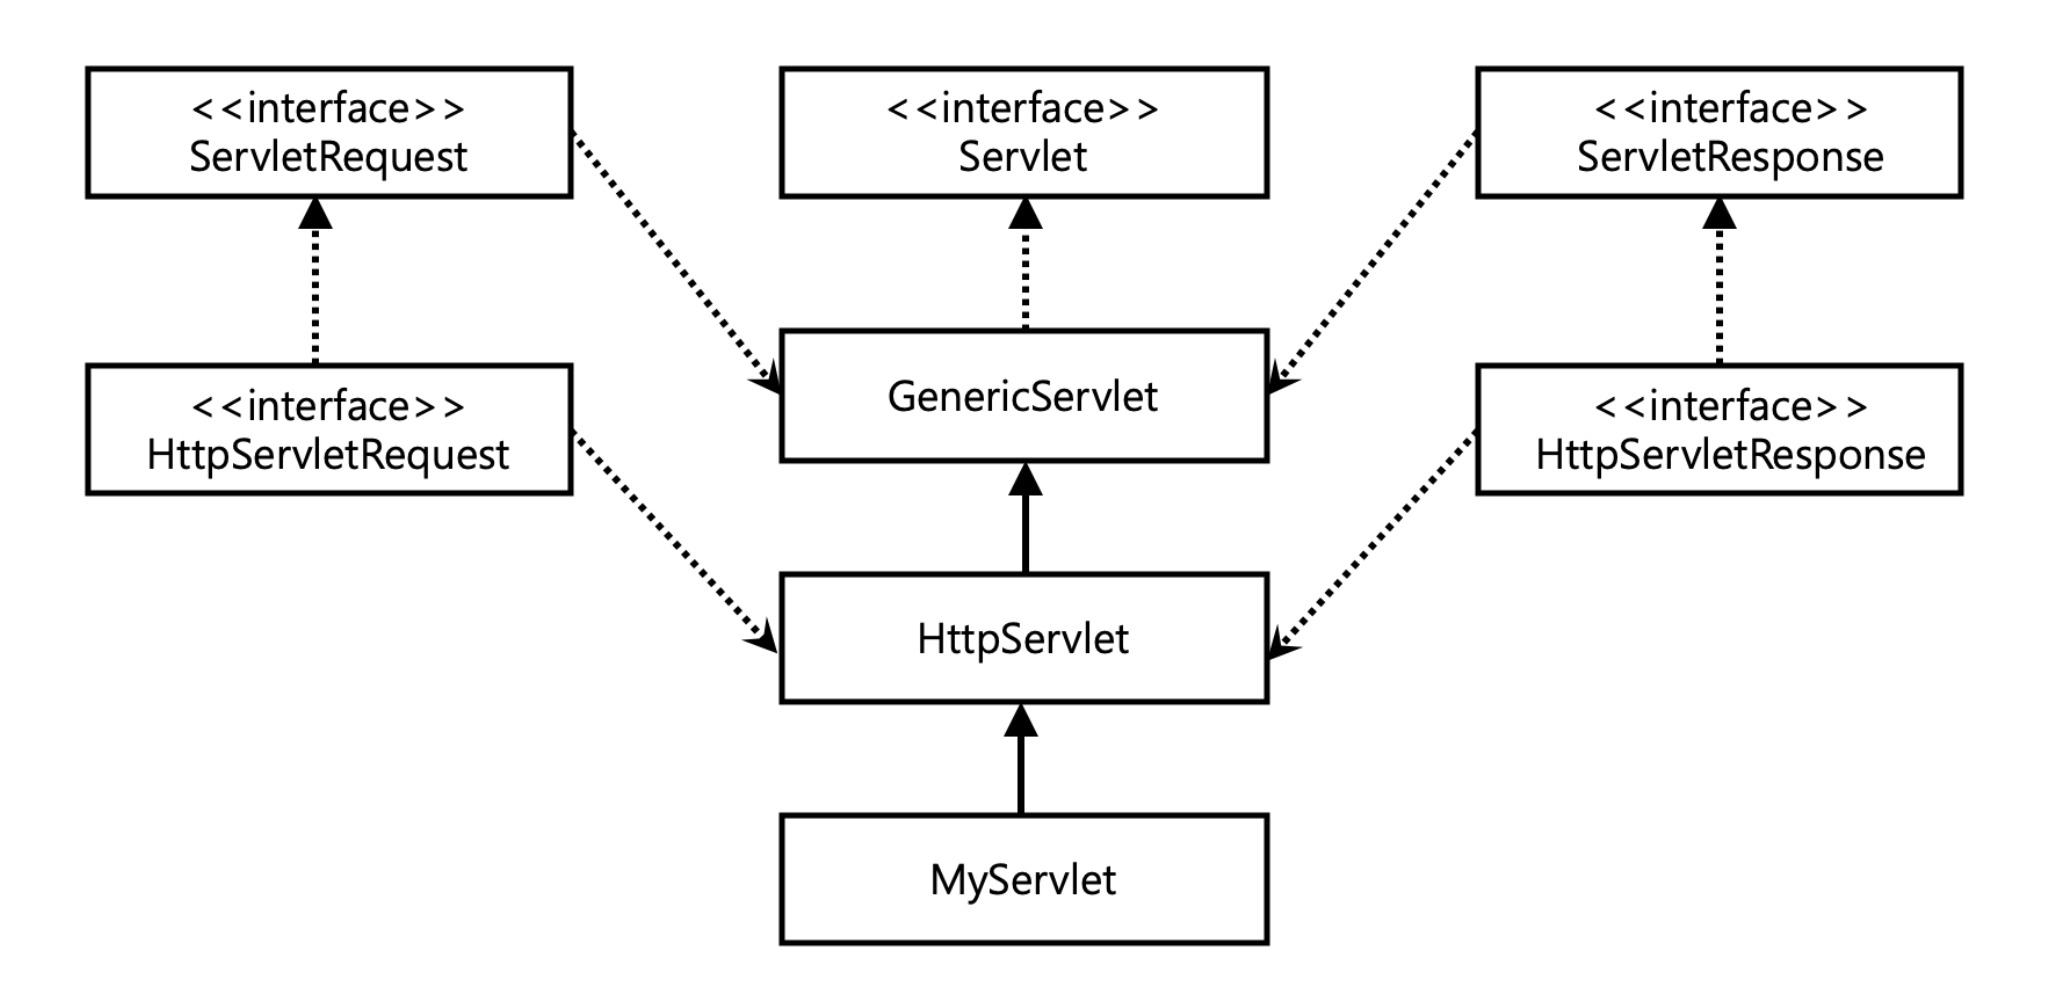 <<interface>>
ServletRequest
<<interface>>
Servlet
<<interface>>
ServletResponse
<<interface>>
HttpServletRequest
GenericServlet
<<interface>>
HttpServletResponse
HttpServlet
MyServlet